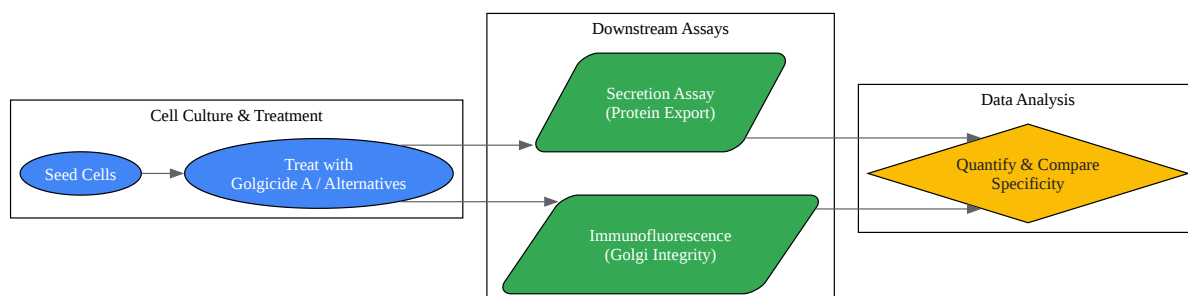 Cell Culture & Treatment
Seed Cells
Treat with
Golgicide A / Alternatives
Downstream Assays
Secretion Assay
(Protein Export)
Immunofluorescence
(Golgi Integrity)
Data Analysis
Quantify & Compare
Specificity